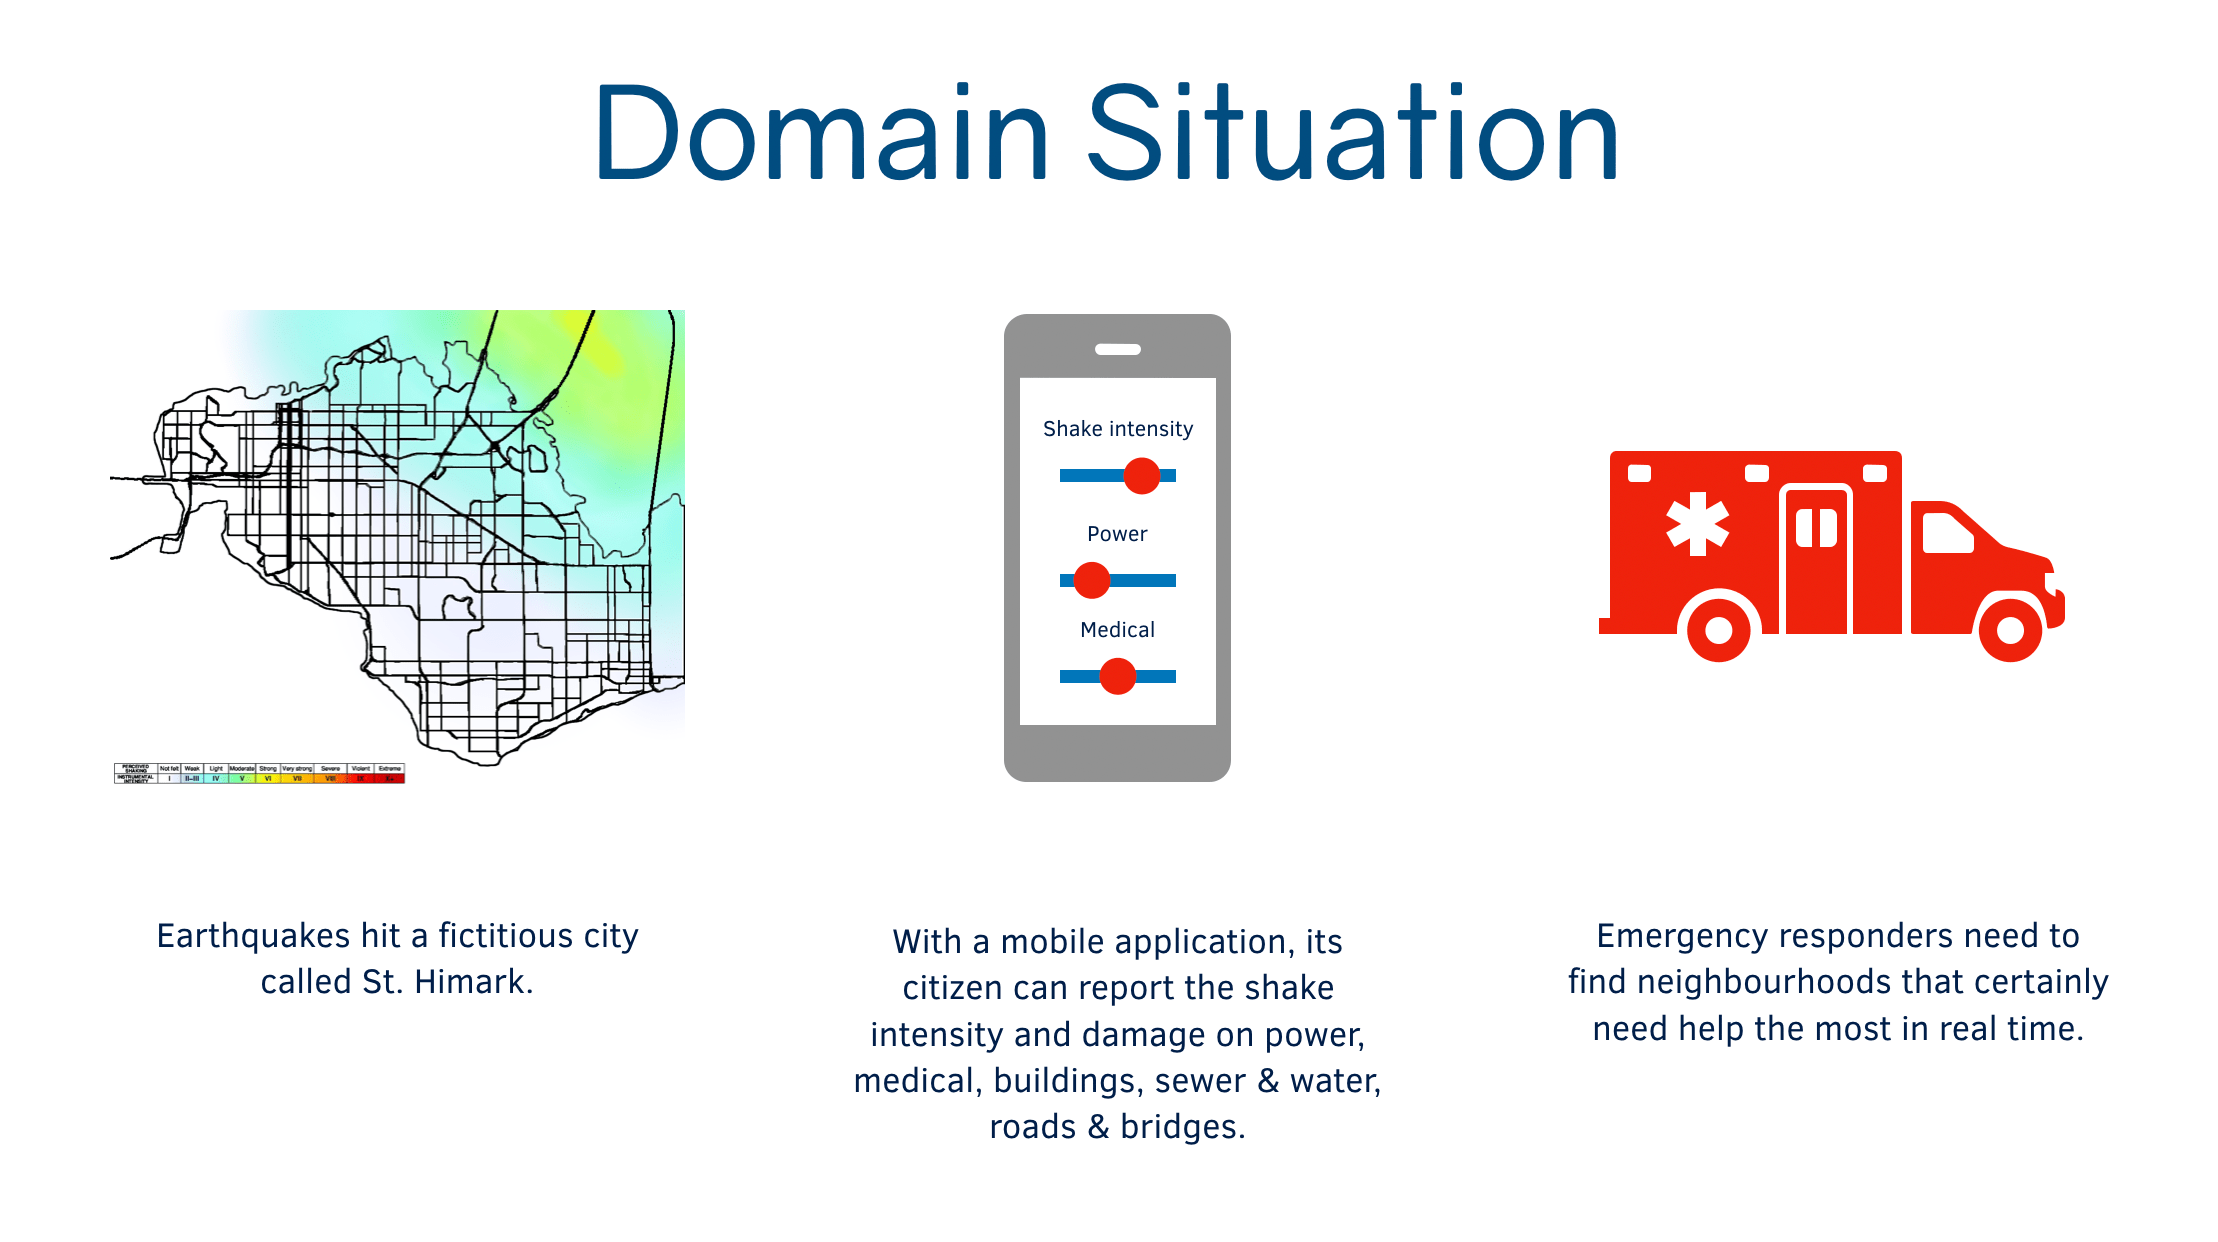 Domain Situation
PERCEIVED SHAKING Not felt Weak Light Moderate Strong Very strong Severe Violent Extreme
INSTRUMENTAL INTENSITY I II-III IV V VI VII VIII IX
Earthquakes hit a fictitious city
called St. Himark.
Shake intensity
Power
Medical
With a mobile application, its
citizen can report the shake
intensity and damage on power,
medical, buildings, sewer & water,
roads & bridges.
Emergency responders need to
find neighbourhoods that certainly
need help the most in real time.